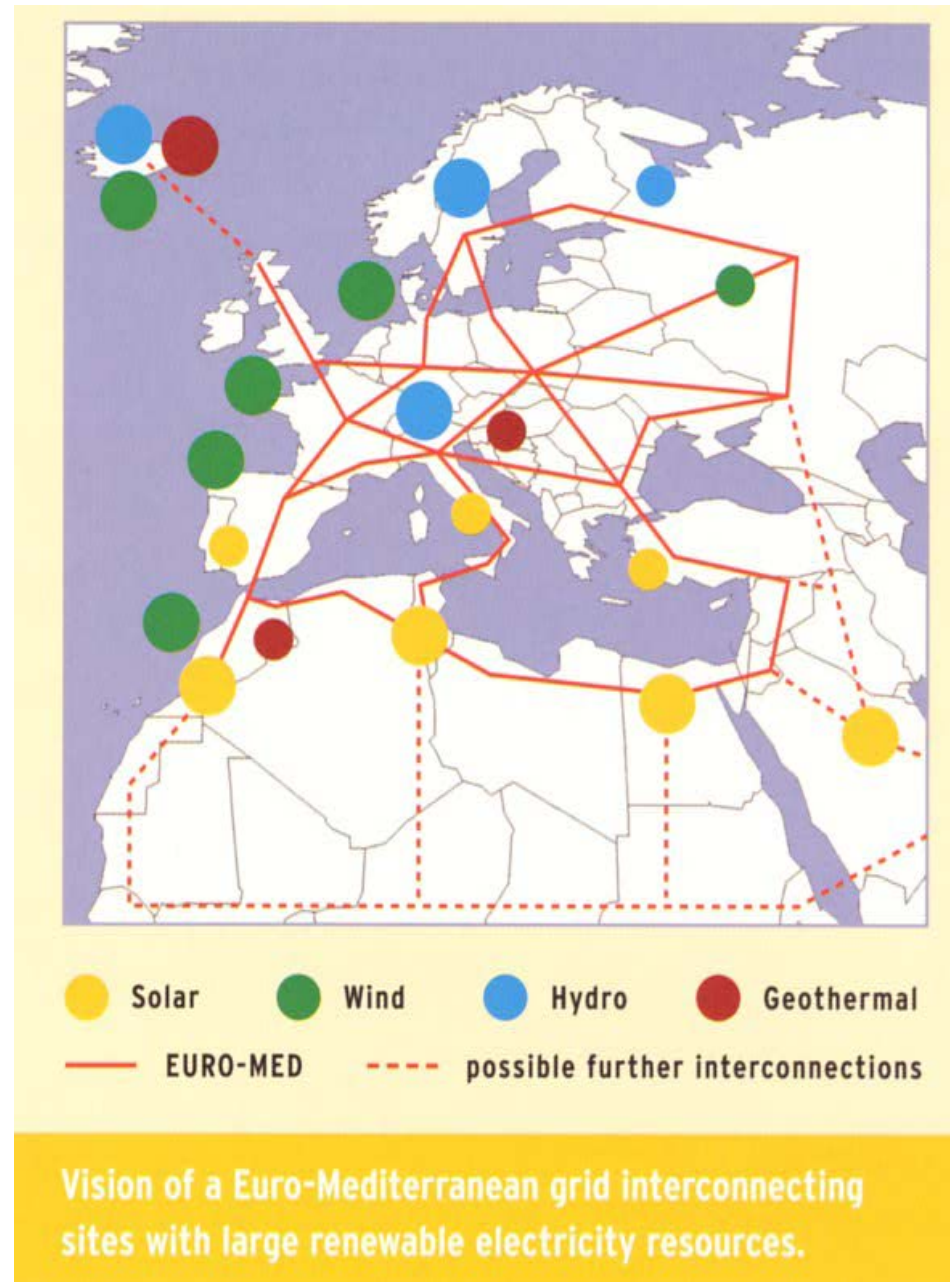 Solar Wind Hydro Geothermal
EURO-MED possible further interconnections
Vision of a Euro-Mediterranean grid interconnecting
sites with large renewable electricity resources.